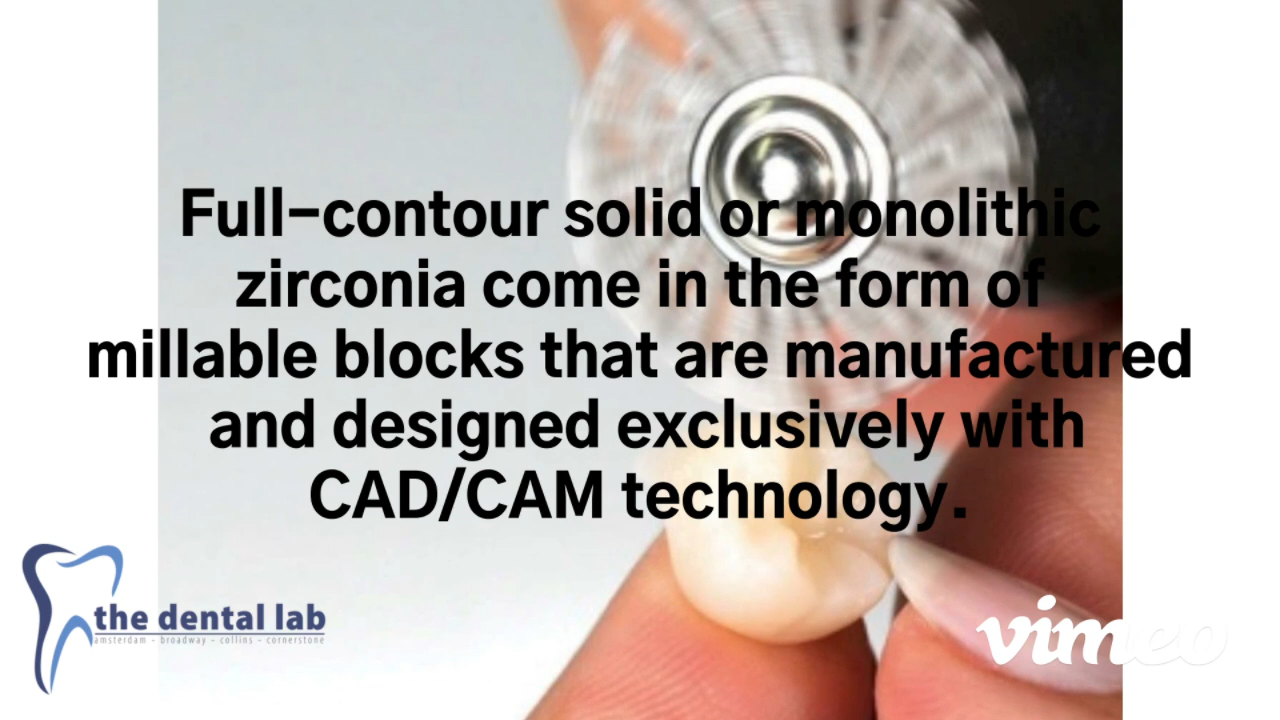 Full-contour solid or monolithic
zirconia come in the form of
millable blocks that are manufactured
and designed exclusively with
CAD/CAM technology.
the dental lab
amsterdam - broadway - collins - cornerstone
vimeo